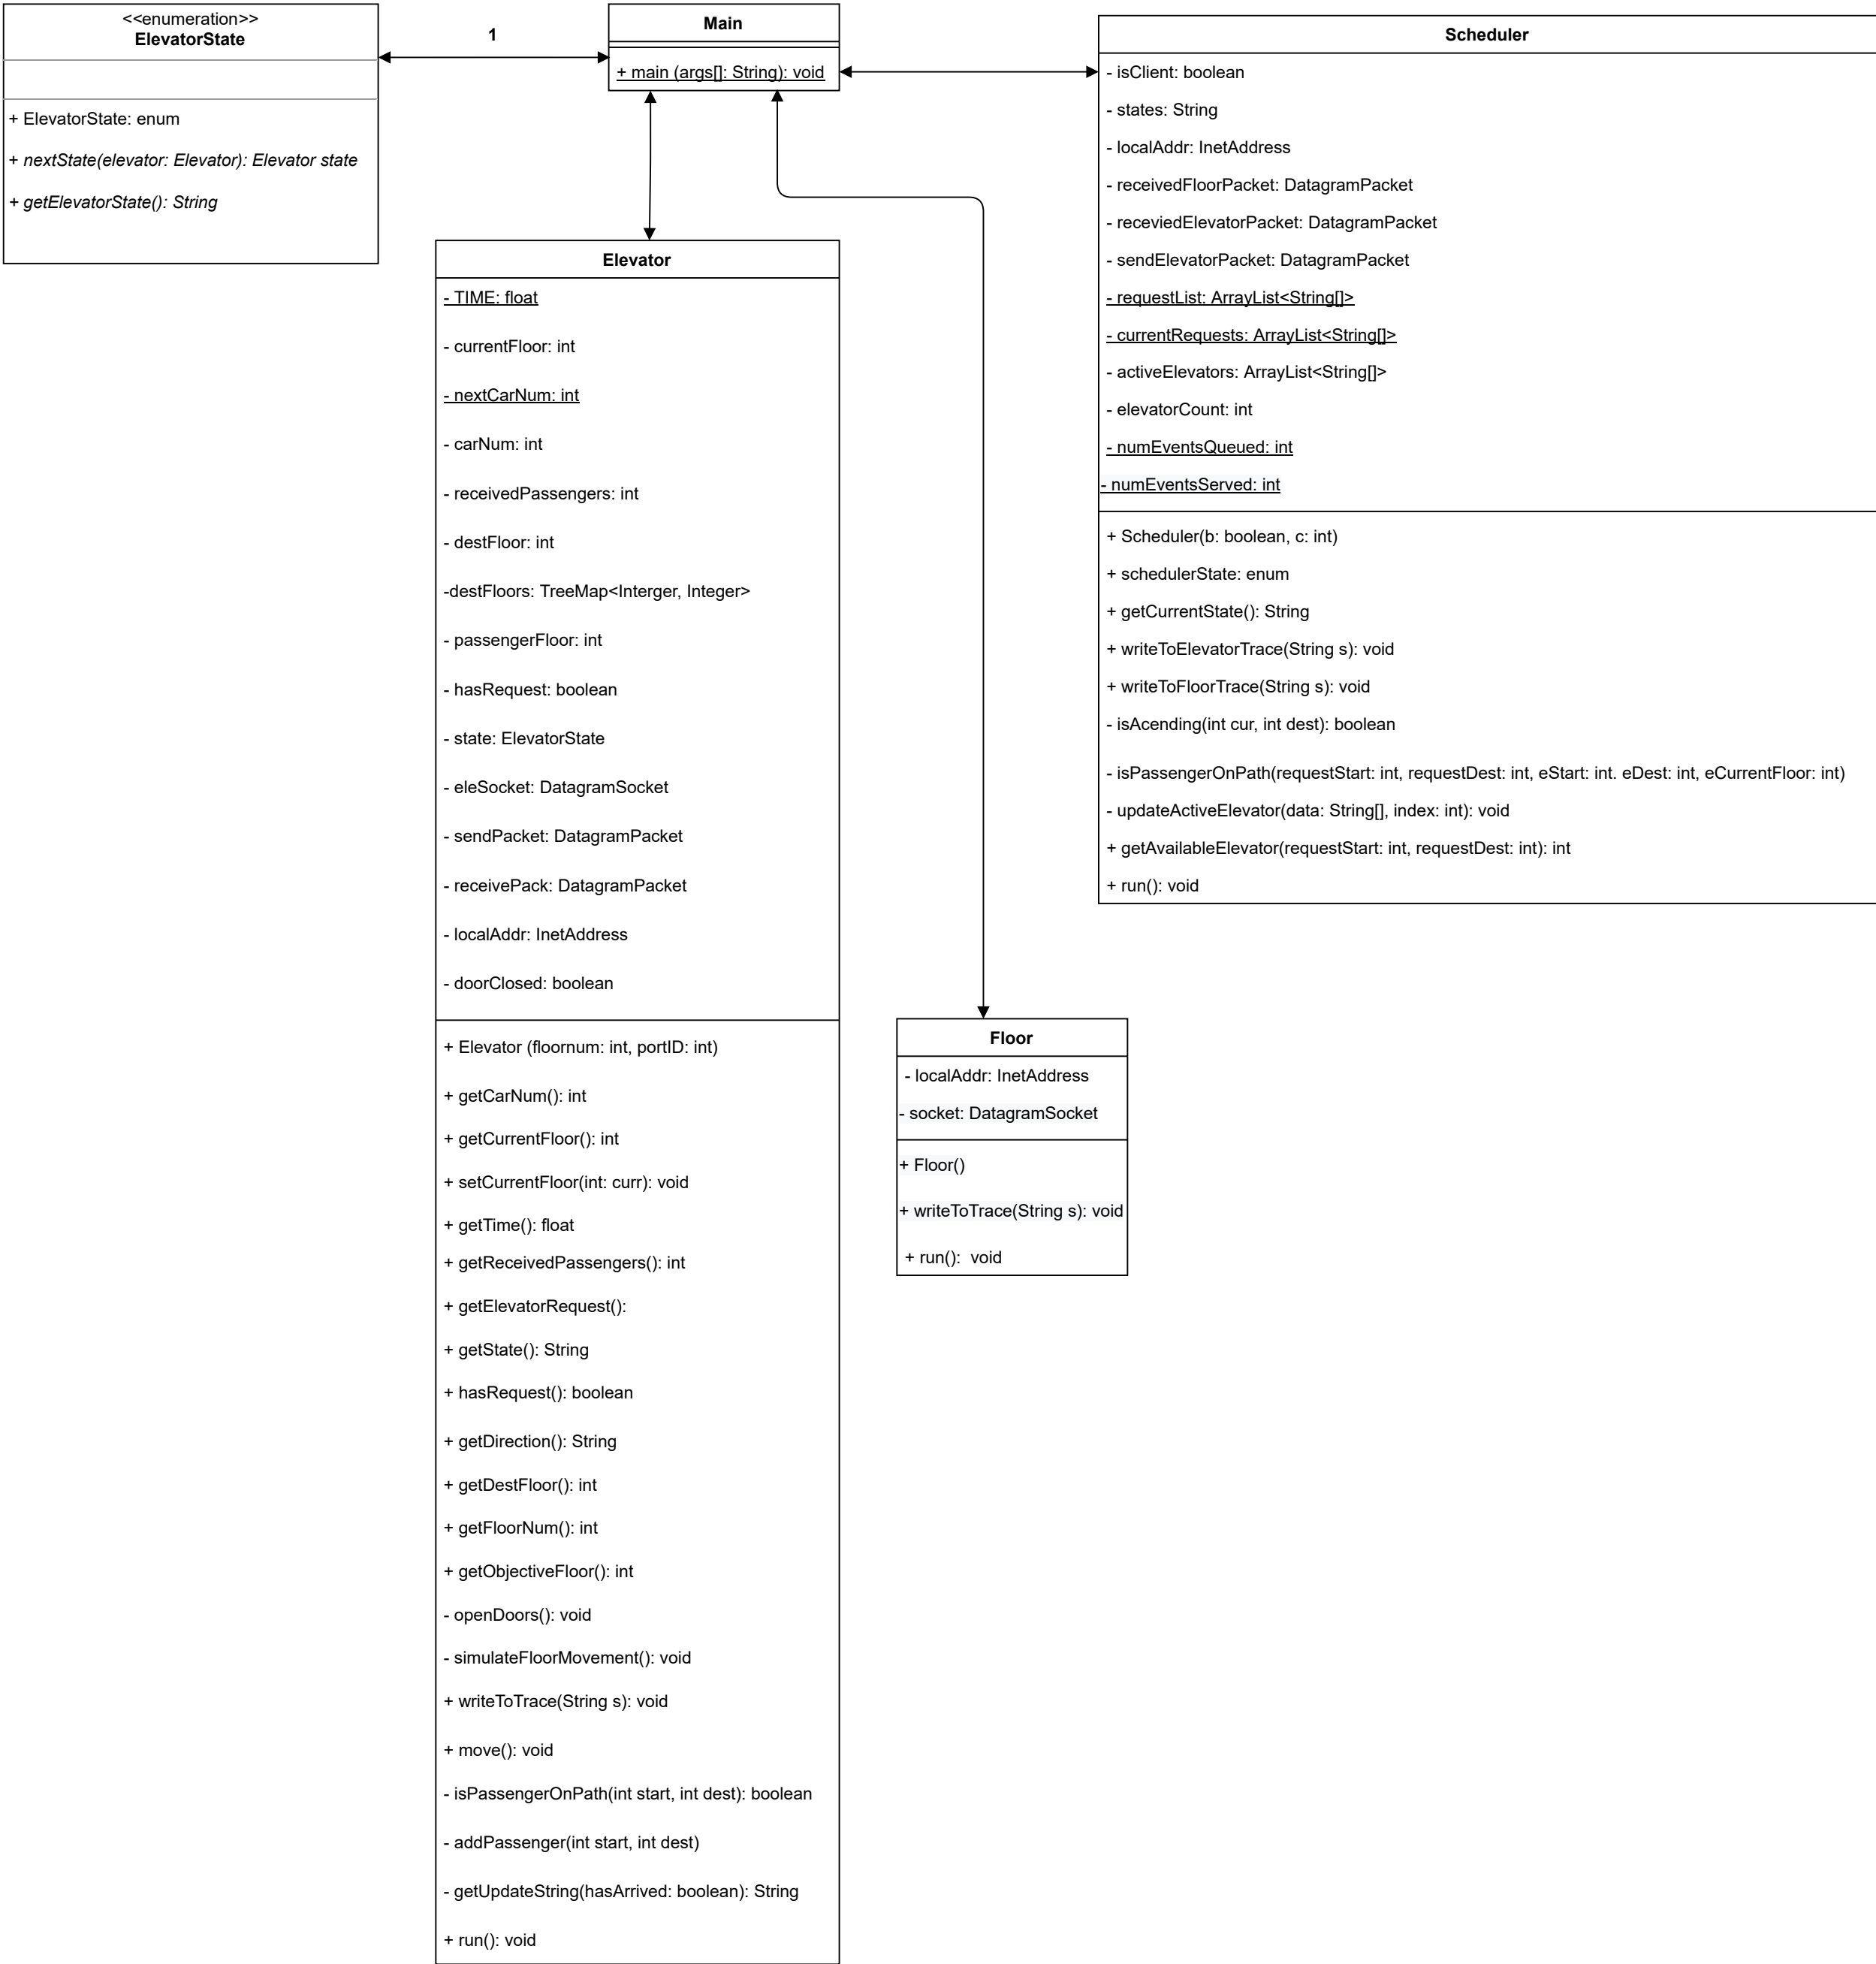 <<enumeration>>
ElevatorState
+ ElevatorState: enum
+ nextState(elevator: Elevator): Elevator state
+ getElevatorState(): String
1
Main
+ main (args[]: String): void
Scheduler
- isClient: boolean
- states: String
- localAddr: InetAddress
- receivedFloorPacket: DatagramPacket
- receviedElevatorPacket: DatagramPacket
- sendElevatorPacket: DatagramPacket
- requestList: ArrayList<String[]>
- currentRequests: ArrayList<String[]>
- activeElevators: ArrayList<String[]>
- elevatorCount: int
- numEventsQueued: int
- numEventsServed: int
+ Scheduler(b: boolean, c: int)
+ schedulerState: enum
+ getCurrentState(): String
+ writeToElevatorTrace(String s): void
+ writeToFloorTrace(String s): void
- isAcending(int cur, int dest): boolean
- isPassengerOnPath(requestStart: int, requestDest: int, eStart: int. eDest: int, eCurrentFloor: int)
- updateActiveElevator(data: String[], index: int): void
+ getAvailableElevator(requestStart: int, requestDest: int): int
+ run(): void
Elevator
- TIME: float
- currentFloor: int
- nextCarNum: int
- carNum: int
- receivedPassengers: int
- destFloor: int
-destFloors: TreeMap<Interger, Integer>
- passengerFloor: int
- hasRequest: boolean
- state: ElevatorState
- eleSocket: DatagramSocket
- sendPacket: DatagramPacket
- receivePack: DatagramPacket
- localAddr: InetAddress
- doorClosed: boolean
+ Elevator (floornum: int, portID: int)
+ getCarNum(): int
+ getCurrentFloor(): int
+ setCurrentFloor(int: curr): void
+ getTime(): float
+ getReceivedPassengers(): int
+ getElevatorRequest():
+ getState(): String
+ hasRequest(): boolean
+ getDirection(): String
+ getDestFloor(): int
+ getFloorNum(): int
+ getObjectiveFloor(): int
- openDoors(): void
- simulateFloorMovement(): void
+ writeToTrace(String s): void
+ move(): void
- isPassengerOnPath(int start, int dest): boolean
- addPassenger(int start, int dest)
- getUpdateString(hasArrived: boolean): String
+ run(): void
Floor
- localAddr: InetAddress
- socket: DatagramSocket
+ Floor()
+ writeToTrace(String s): void
+ run():  void